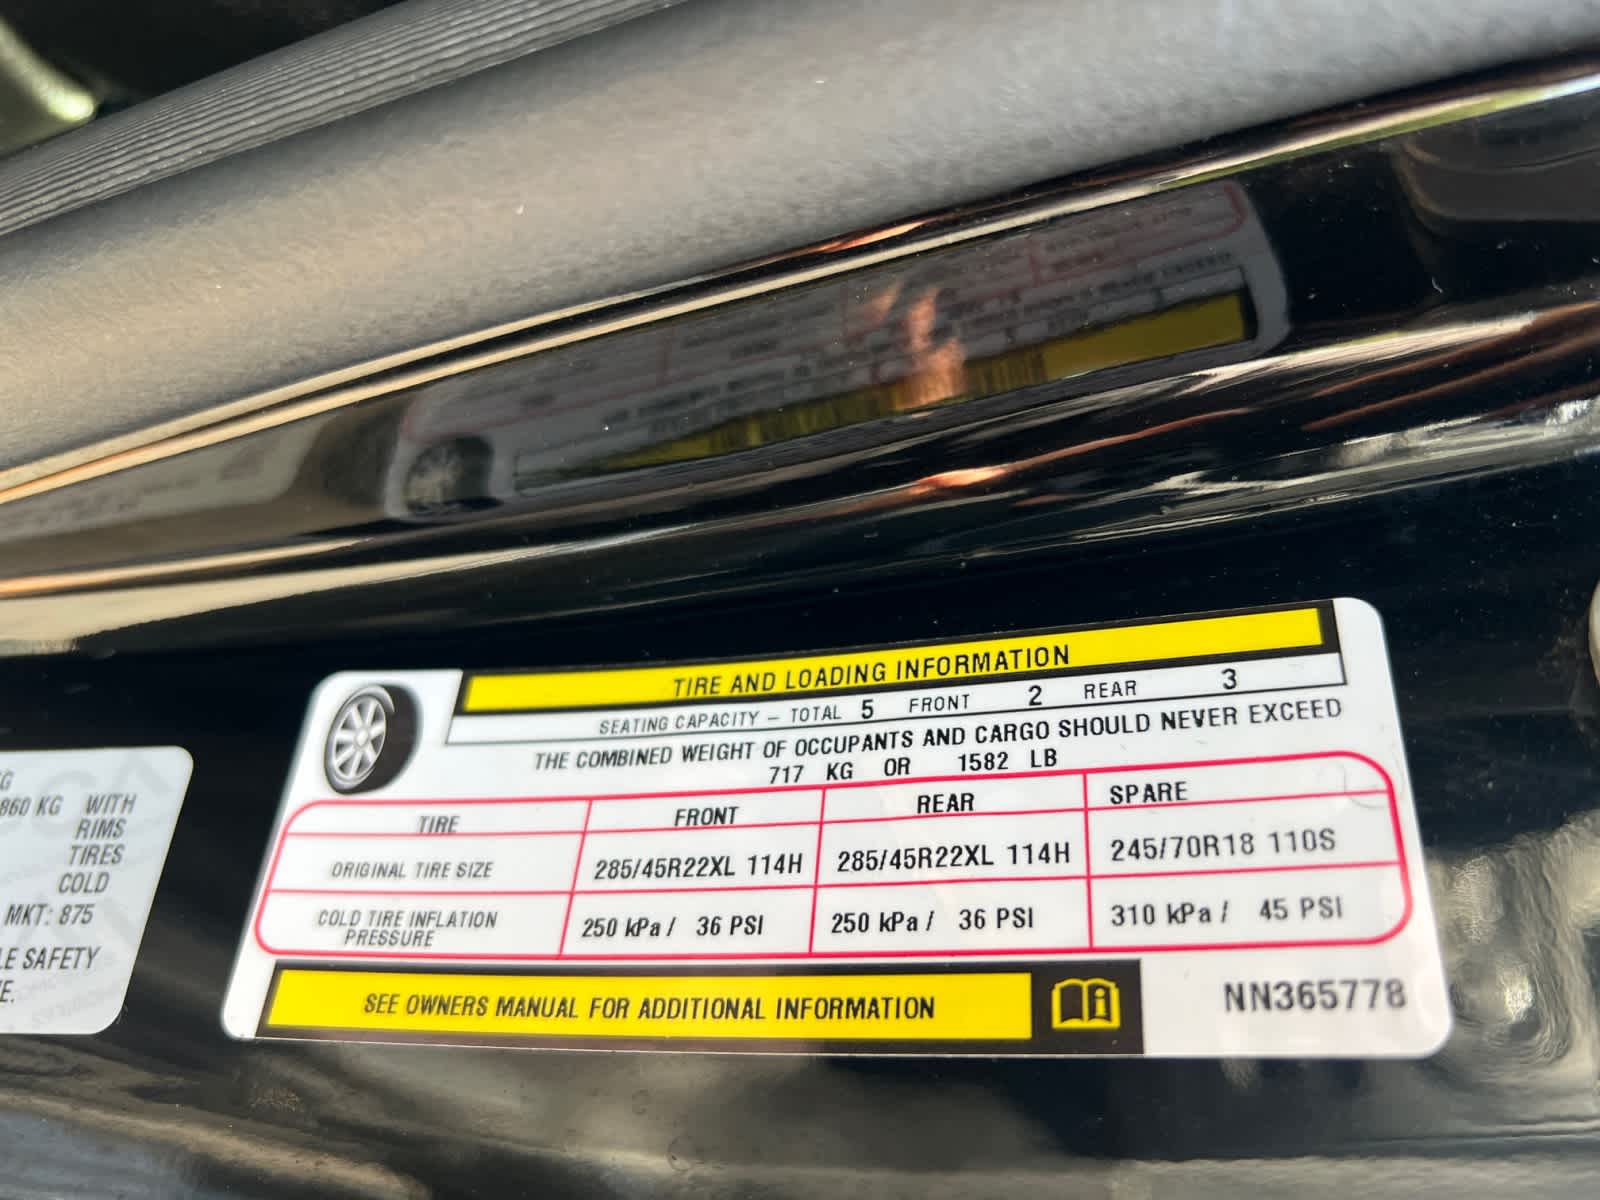 TIRE AND LOADING INFORMATION
SEATING CAPACITY – TOTAL 5 FRONT 2 REAR 3
THE COMBINED WEIGHT OF OCCUPANTS AND CARGO SHOULD NEVER EXCEED
717 KG OR 1582 LB
TIRE FRONT REAR SPARE
ORIGINAL TIRE SIZE 285/45R22XL 114H 285/45R22XL 114H 245/70R18 110S
COLD TIRE INFLATION
PRESSURE 250 kPa / 36 PSI 250 kPa / 36 PSI 310 kPa / 45 PSI
SEE OWNERS MANUAL FOR ADDITIONAL INFORMATION
NN365778
860 KG WITH
RIMS
TIRES
COLD
MKT: 875
SAFETY